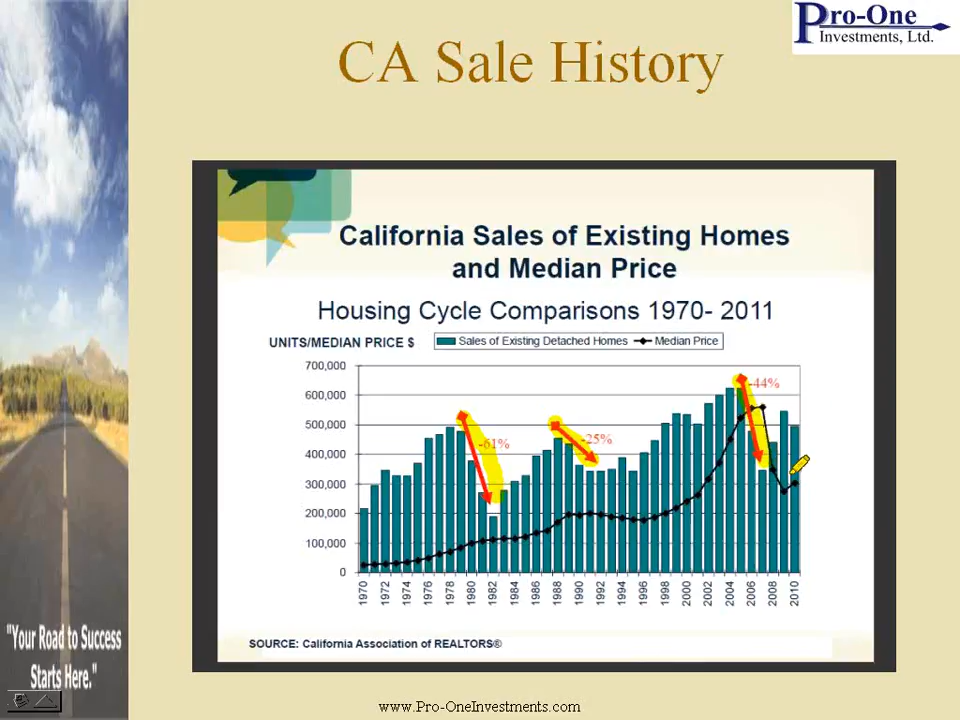 Pro-One
Investments, Ltd.
CA Sale History
California Sales of Existing Homes
and Median Price
Housing Cycle Comparisons 1970- 2011
UNITS/MEDIAN PRICE $
Sales of Existing Detached Homes
Median Price
700,000
600,000
500,000
400,000
300,000
200,000
100,000
0
-61%
-25%
-44%
1970
1972
1974
1976
1978
1980
1982
1984
1986
1988
1990
1992
1994
1996
1998
2000
2002
2004
2006
2008
2010
SOURCE: California Association of REALTORS®
"Your Road to Success
Starts Here."
www.Pro-OneInvestments.com